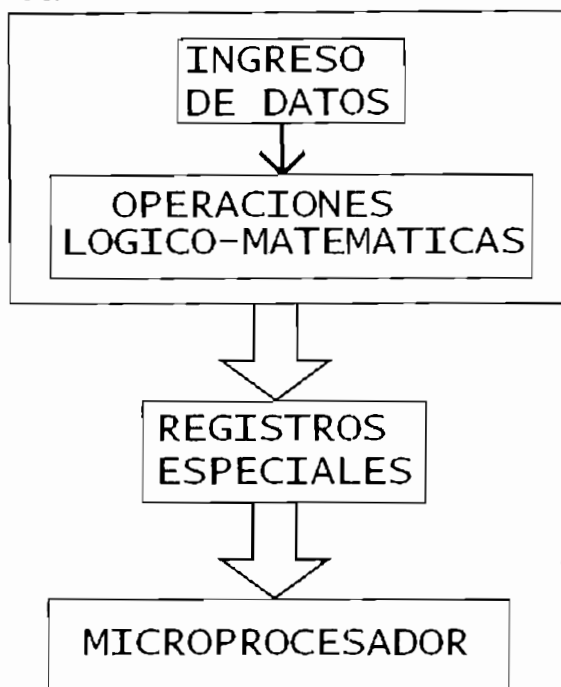 INGRESO
DE DATOS
OPERACIONES
LOGICO-MATEMATICAS
REGISTROS
ESPECIALES
MICROPROCESADOR